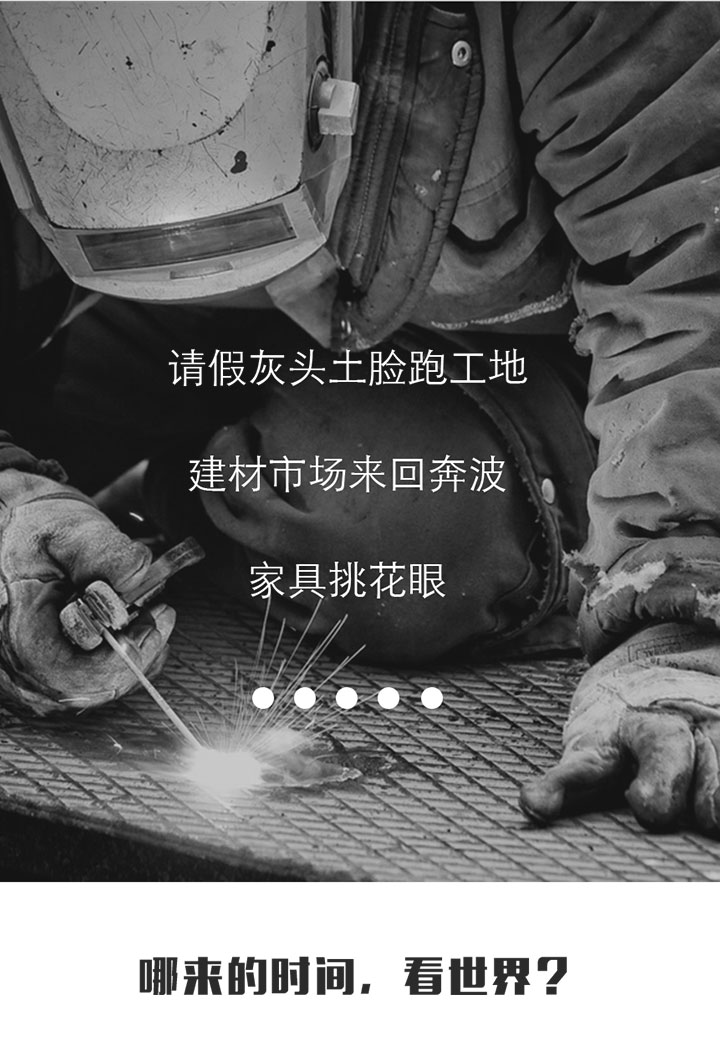 请假灰头土脸跑工地
建材市场来回奔波
家具挑花眼
哪来的时间，看世界？